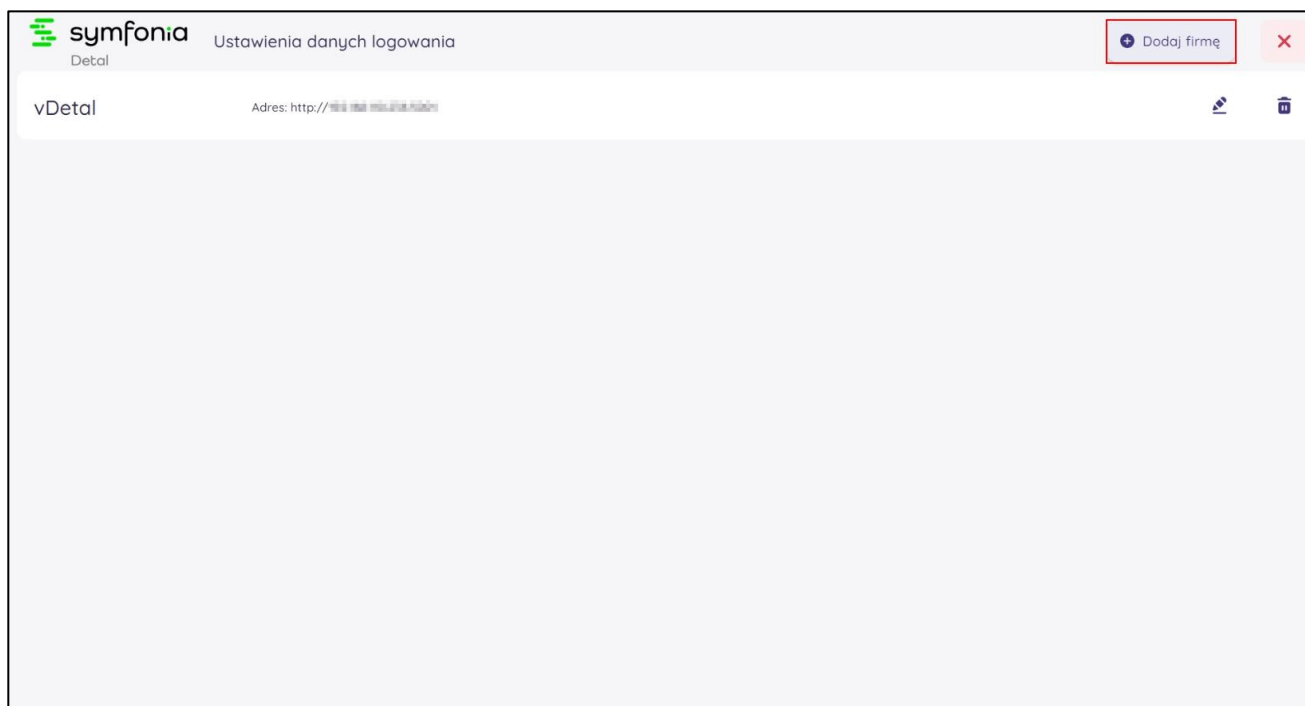 symfonia
Detal
Ustawienia danych logowania
Dodaj firmę
vDetal
Adres: http://